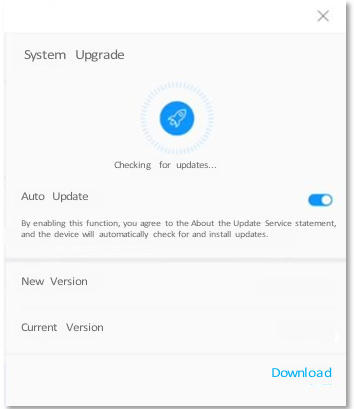 System Upgrade
Checking for updates...
Auto Update
By enabling this function, you agree to the About the Update Service statement,
and the device will automatically check for and install updates.
New Version
Current Version
Download